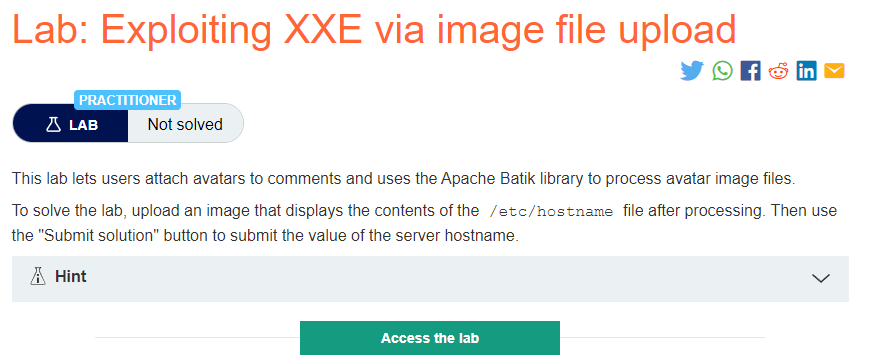 Lab: Exploiting XXE via image file upload
PRACTITIONER
LAB Not solved
This lab lets users attach avatars to comments and uses the Apache Batik library to process avatar image files.
To solve the lab, upload an image that displays the contents of the /etc/hostname file after processing. Then use
the "Submit solution" button to submit the value of the server hostname.
Hint
Access the lab